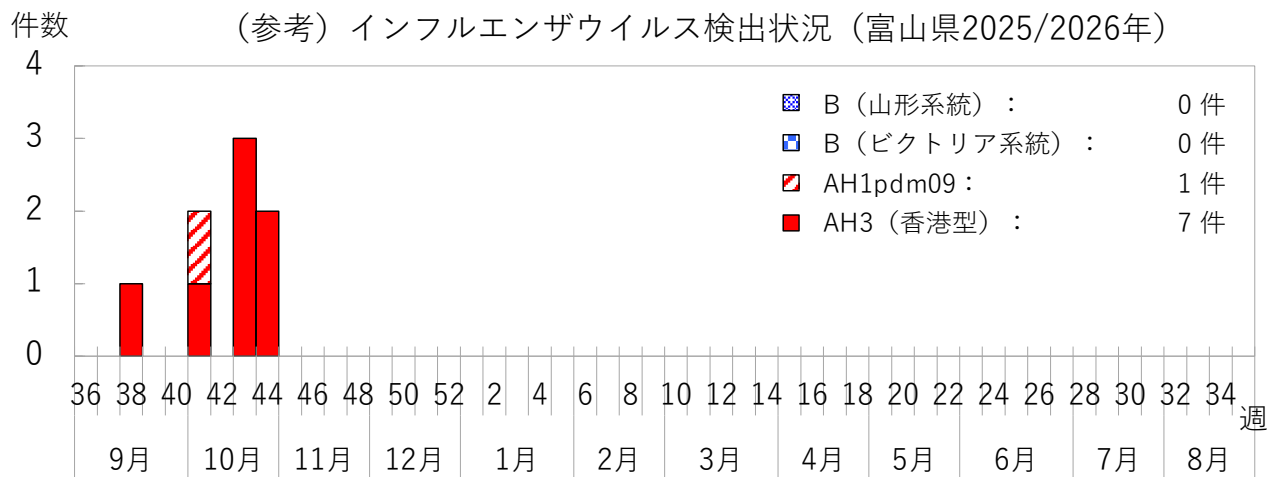 件数
（参考）インフルエンザウイルス検出状況（富山県2025/2026年）
4
3
2
1
0
B（山形系統）： 0 件
B（ビクトリア系統）： 0 件
AH1pdm09： 1 件
AH3（香港型）： 7 件
36 38 40 42 44 46 48 50 52 2 4 6 8 10 12 14 16 18 20 22 24 26 28 30 32 34
週
9月 10月 11月 12月 1月 2月 3月 4月 5月 6月 7月 8月